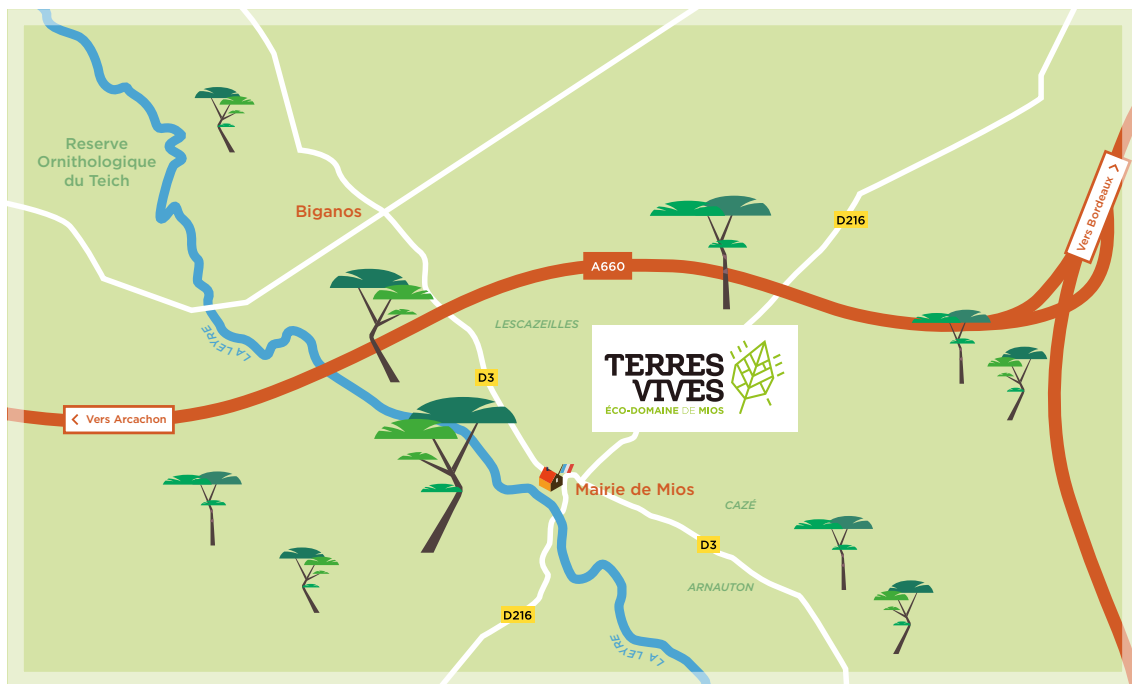 Reserve
Ornithologique
du Teich
Biganos
Vers Bordeaux >
D216
A660
LESCAZEILLES
LA LEYRE
TERRES
VIVES
ÉCO-DOMAINE DE MIOS
D3
< Vers Arcachon
Mairie de Mios
CAZÉ
D3
ARNAUTON
D216
LA LEYRE